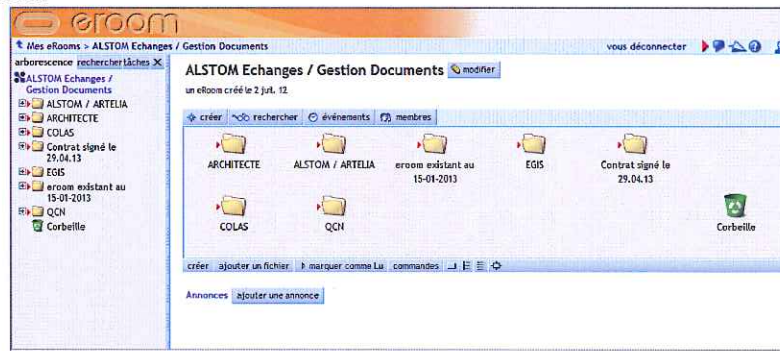 eroom
Mes eRooms > ALSTOM Echanges / Gestion Documents
vous déconnecter
arborescence rechercher tâches X
ALSTOM Echanges /
Gestion Documents
ALSTOM / ARTELIA
ARCHITECTE
COLAS
Contrat signé le
29.04.13
EGIS
eroom existant au
15-01-2013
QCN
Corbeille
ALSTOM Echanges / Gestion Documents modifier
un eRoom créé le 2 jut. 12
créer rechercher événements membres
ARCHITECTE ALSTOM / ARTELIA eroom existant au EGIS Contrat signé le
15-01-2013 29.04.13
COLAS QCN Corbeille
créer ajouter un fichier marquer comme Lu commandes
Annonces ajouter une annonce